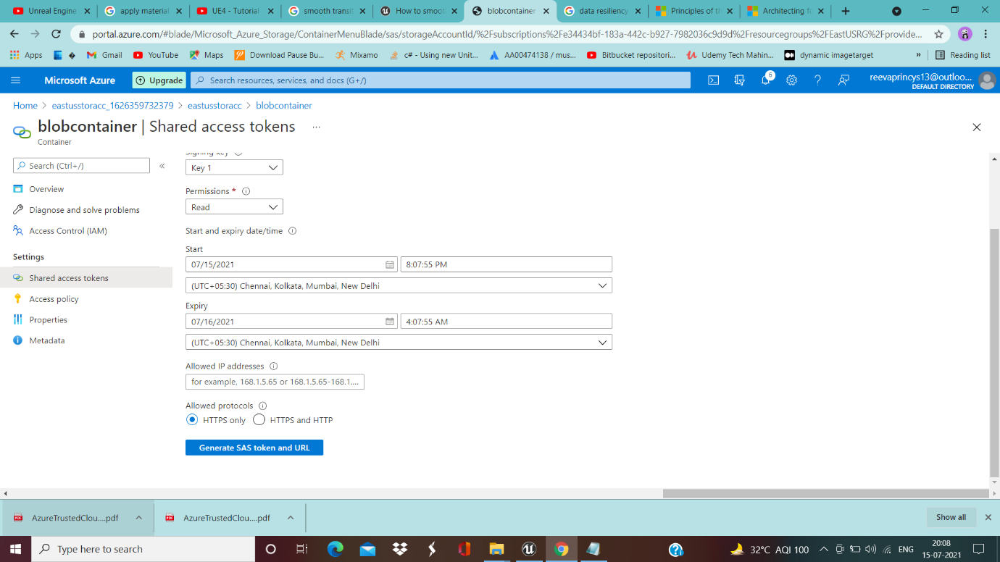 Unreal Engine
apply material
UE4 - Tutorial
smooth transit
How to smoot
blobcontainer
data resiliency
Principles of th
Architecting fo
portal.azure.com/#blade/Microsoft_Azure_Storage/ContainerMenuBlade/sas/storageAccountId/%2Fsubscriptions%2Fe34434bf-183a-442c-b927-7982036c9d9d%2Fresourcegroups%2FEastUSRG%2Fprovide...
Apps
Gmail
YouTube
Maps
Download Pause Bu...
Mixamo
c# - Using new Unit...
AA00474138 / mus...
Bitbucket repositori...
Udemy Tech Mahin...
dynamic imagetarget
»
Reading list
Microsoft Azure
Upgrade
Search resources, services, and docs (G+/)
6
reevaprincys13@outloo...
DEFAULT DIRECTORY
Home > eastusstoracc_1626359732379 > eastusstoracc > blobcontainer
blobcontainer | Shared access tokens ...
Container
Search (Ctrl+/)
«
Overview
Diagnose and solve problems
Access Control (IAM)
Settings
Shared access tokens
Access policy
Properties
Metadata
Signing key
Key 1
Permissions *
Read
Start and expiry date/time
Start
07/15/2021
8:07:55 PM
(UTC+05:30) Chennai, Kolkata, Mumbai, New Delhi
Expiry
07/16/2021
4:07:55 AM
(UTC+05:30) Chennai, Kolkata, Mumbai, New Delhi
Allowed IP addresses
for example, 168.1.5.65 or 168.1.5.65-168.1....
Allowed protocols
HTTPS only
HTTPS and HTTP
Generate SAS token and URL
AzureTrustedClou....pdf
AzureTrustedClou....pdf
Show all
Type here to search
32°C AQI 100
ENG
20:08
15-07-2021